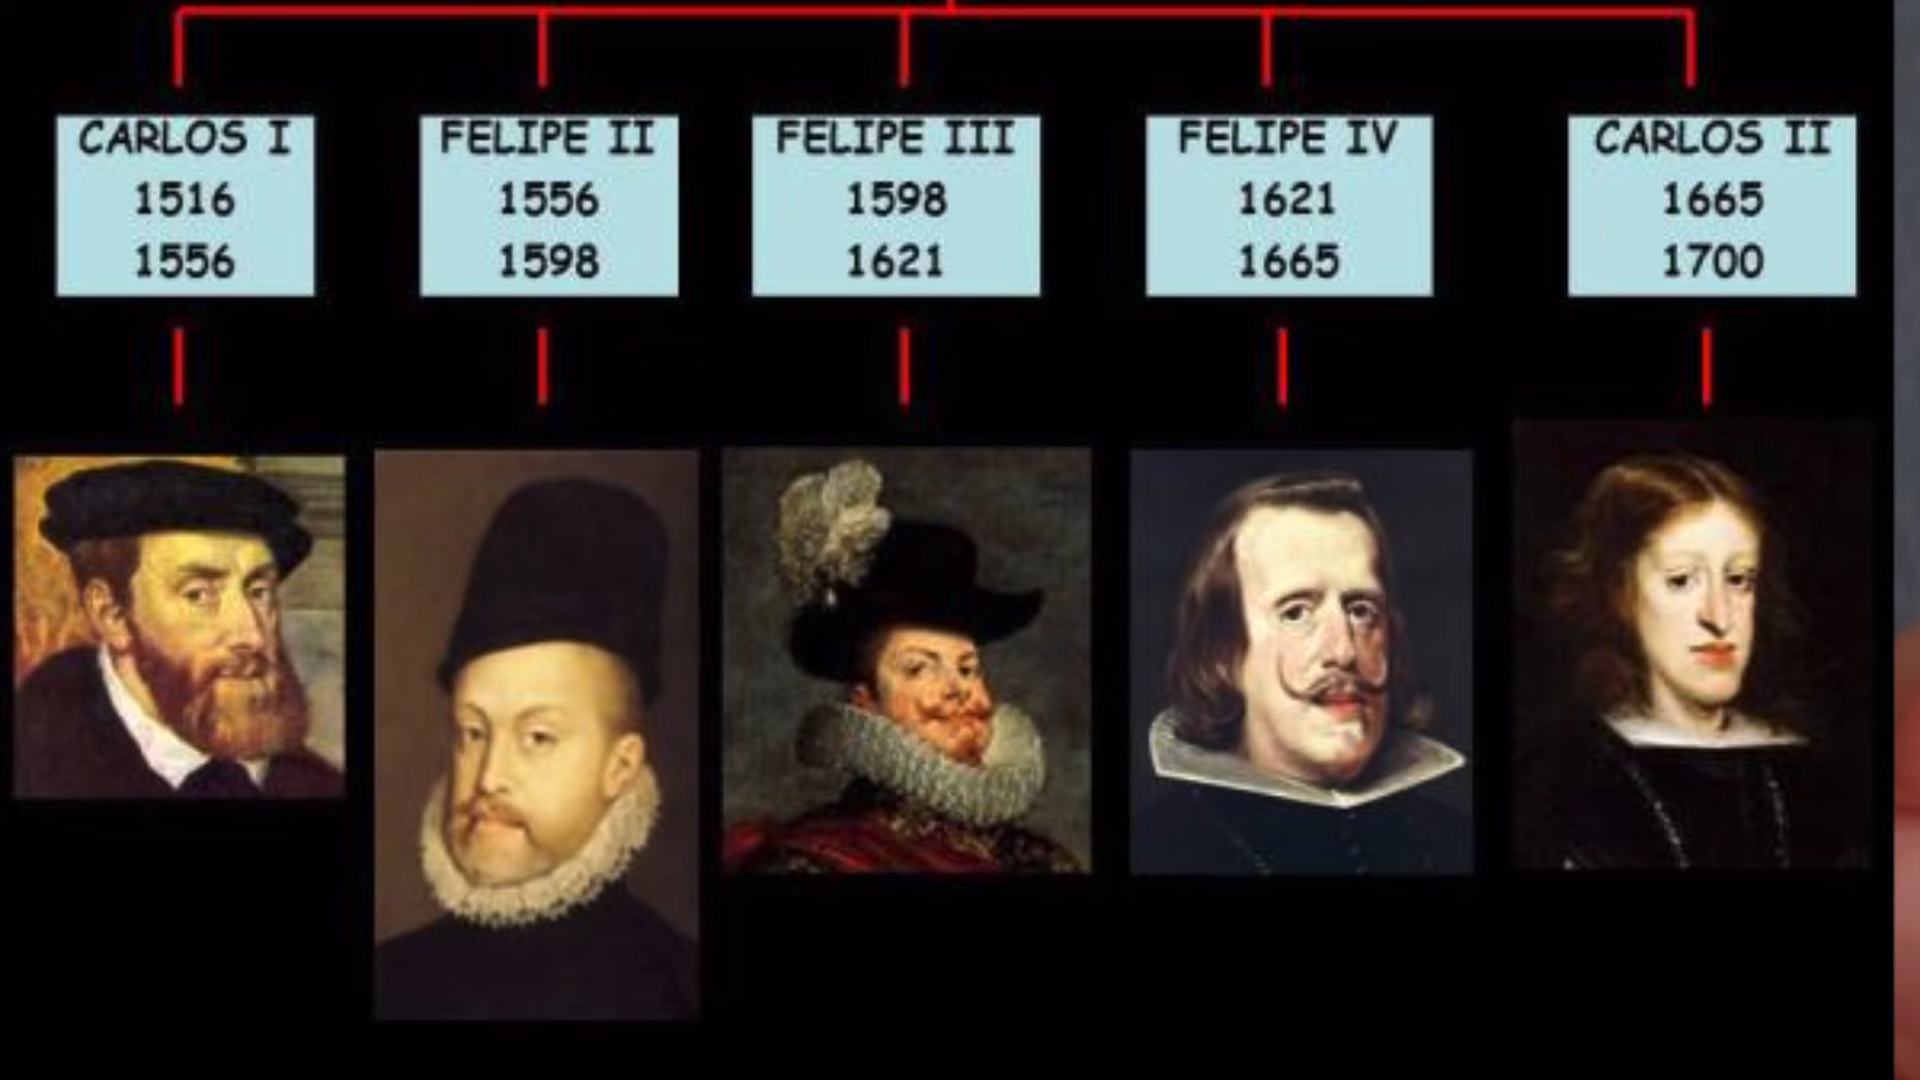 CARLOS I
1516
1556
FELIPE II
1556
1598
FELIPE III
1598
1621
FELIPE IV
1621
1665
CARLOS II
1665
1700